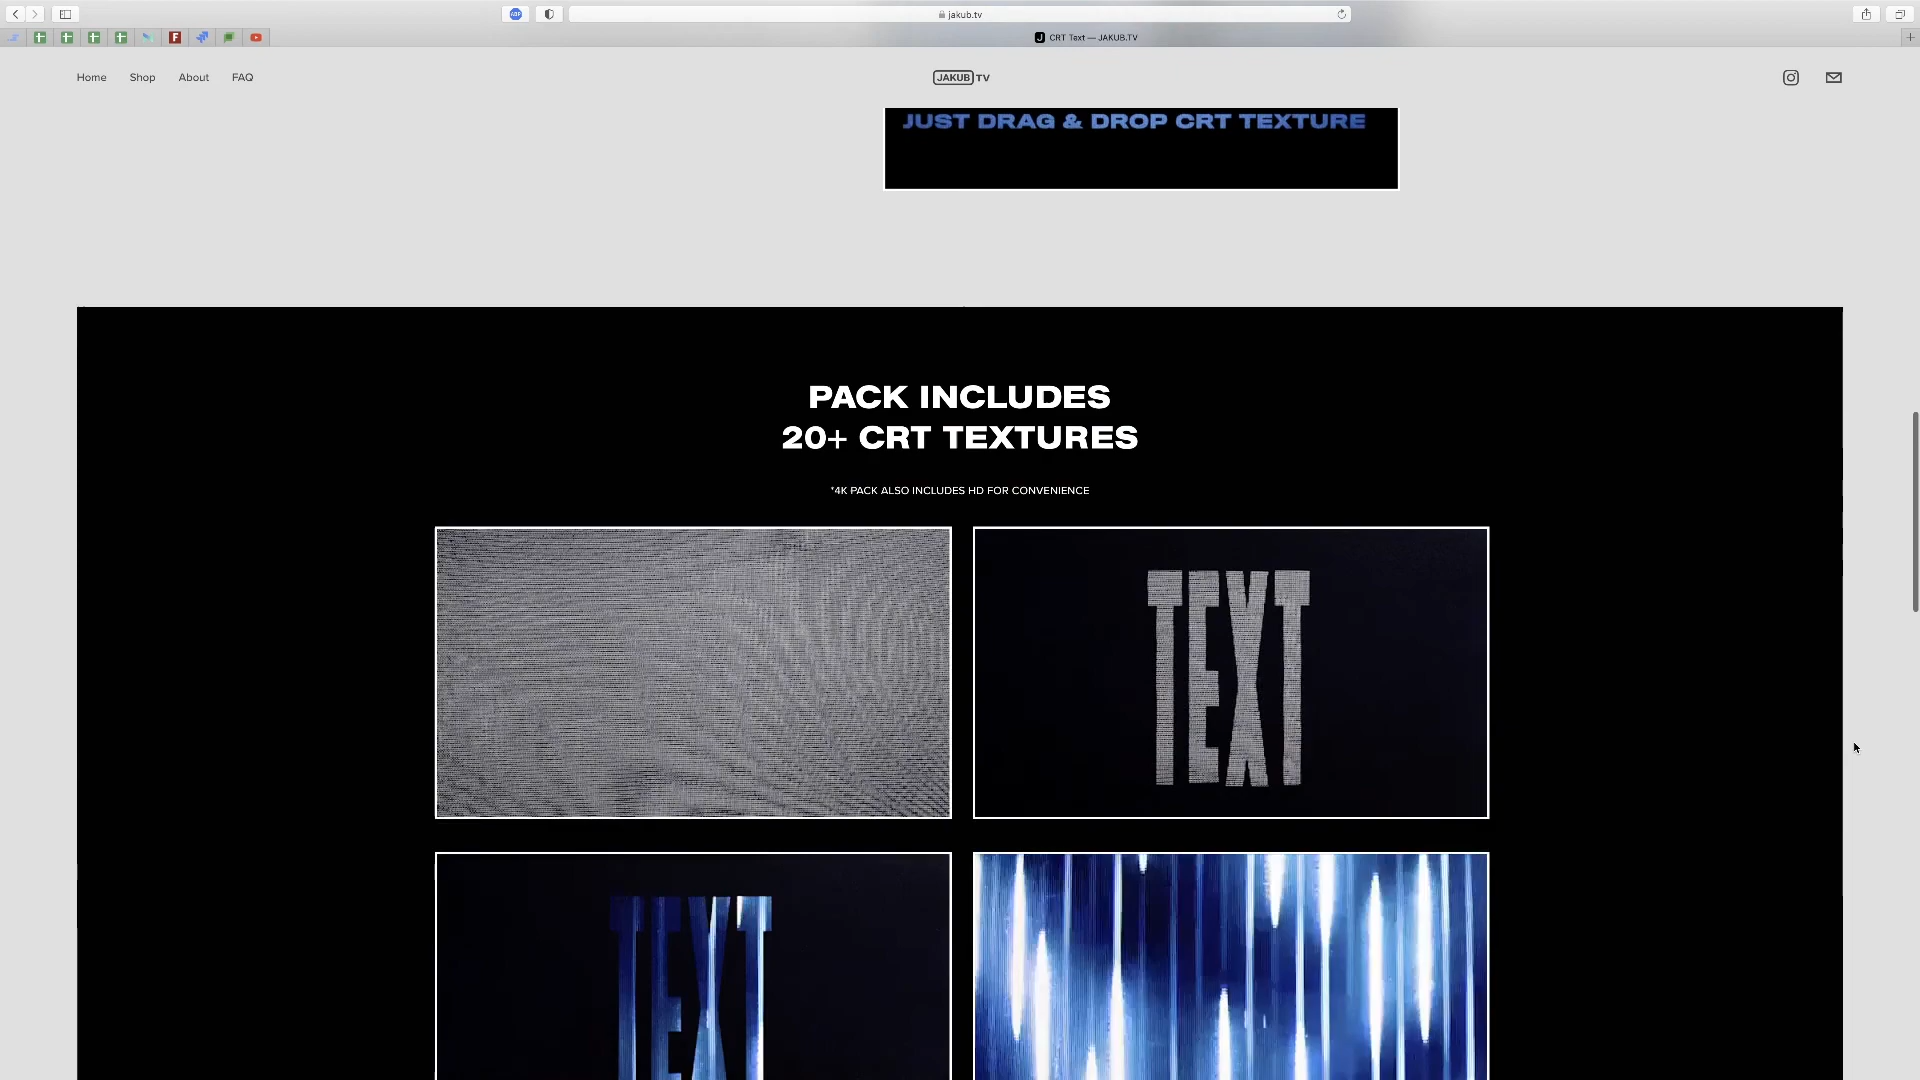 ABP
jakub.tv
J CRT Text — JAKUB.TV
Home Shop About FAQ
JAKUB TV
JUST DRAG & DROP CRT TEXTURE
PACK INCLUDES
20+ CRT TEXTURES
*4K PACK ALSO INCLUDES HD FOR CONVENIENCE
TEXT
TEXT